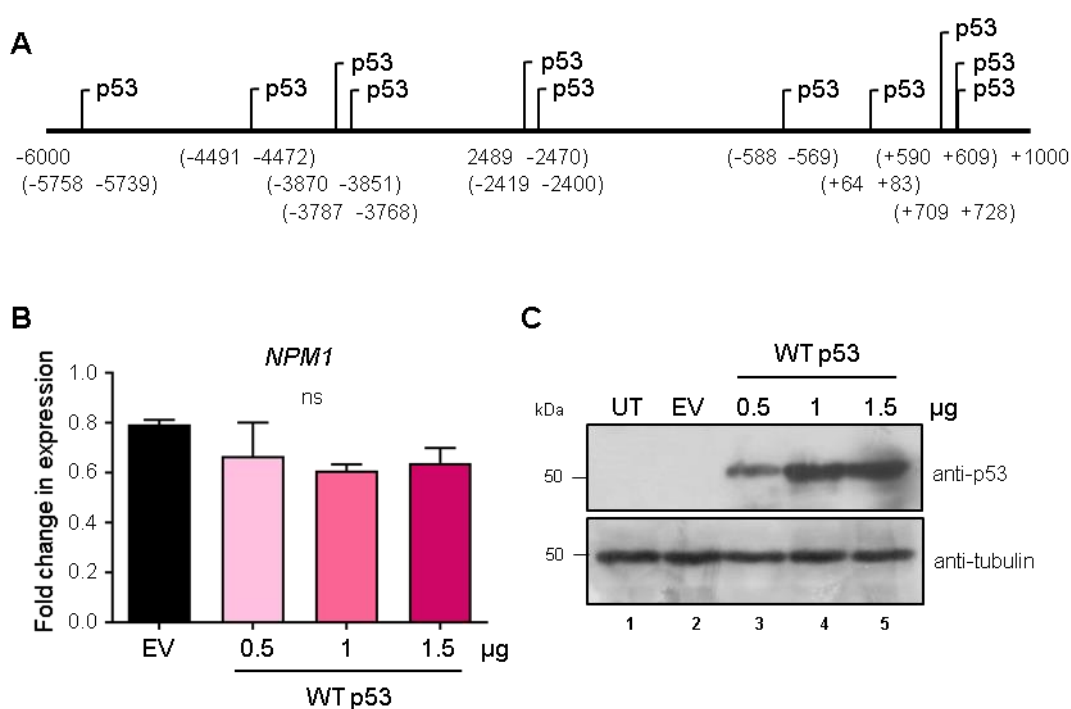 A
p53
p53 p53
p53 p53
p53 p53 p53 p53 p53 p53
-6000 (-4491 -4472) 2489 -2470) (-588 -569) (+590 +609) +1000
(-5758 -5739) (-3870 -3851) (-2419 -2400) (+64 +83)
(-3787 -3768) (+709 +728)
B
NPM1
ns
Fold change in expression
1.0
0.8
0.6
0.4
0.2
0.0
EV 0.5 1 1.5 µg
WT p53
C
WT p53
kDa UT EV 0.5 1 1.5 µg
50 anti-p53
50 anti-tubulin
1 2 3 4 5